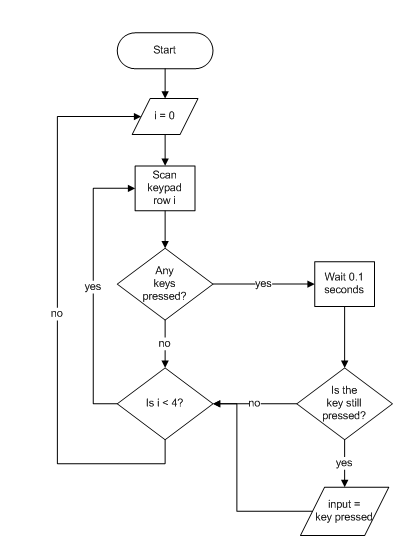 Start
i = 0
Scan
keypad
row i
Any
keys
pressed?
yes
Wait 0.1
seconds
yes
no
no
Is i < 4?
no
Is the
key still
pressed?
yes
input =
key pressed